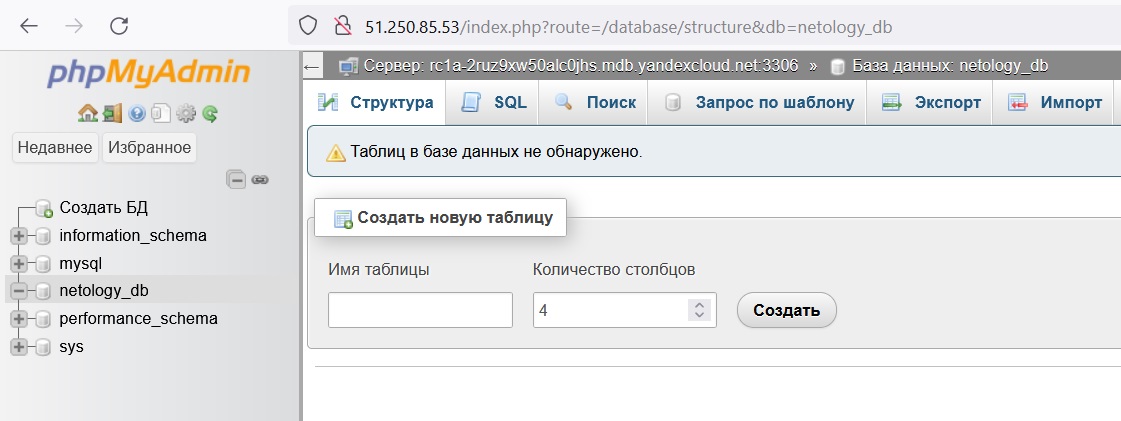 51.250.85.53/index.php?route=/database/structure&db=netology_db
phpMyAdmin
Недавнее Избранное
Создать БД
information_schema
mysql
netology_db
performance_schema
sys
Сервер: rc1a-2ruz9xw50alc0jhs.mdb.yandexcloud.net:3306 » База данных: netology_db
Структура SQL Поиск Запрос по шаблону Экспорт Импорт
Таблиц в базе данных не обнаружено.
Создать новую таблицу
Имя таблицы Количество столбцов
4 Создать